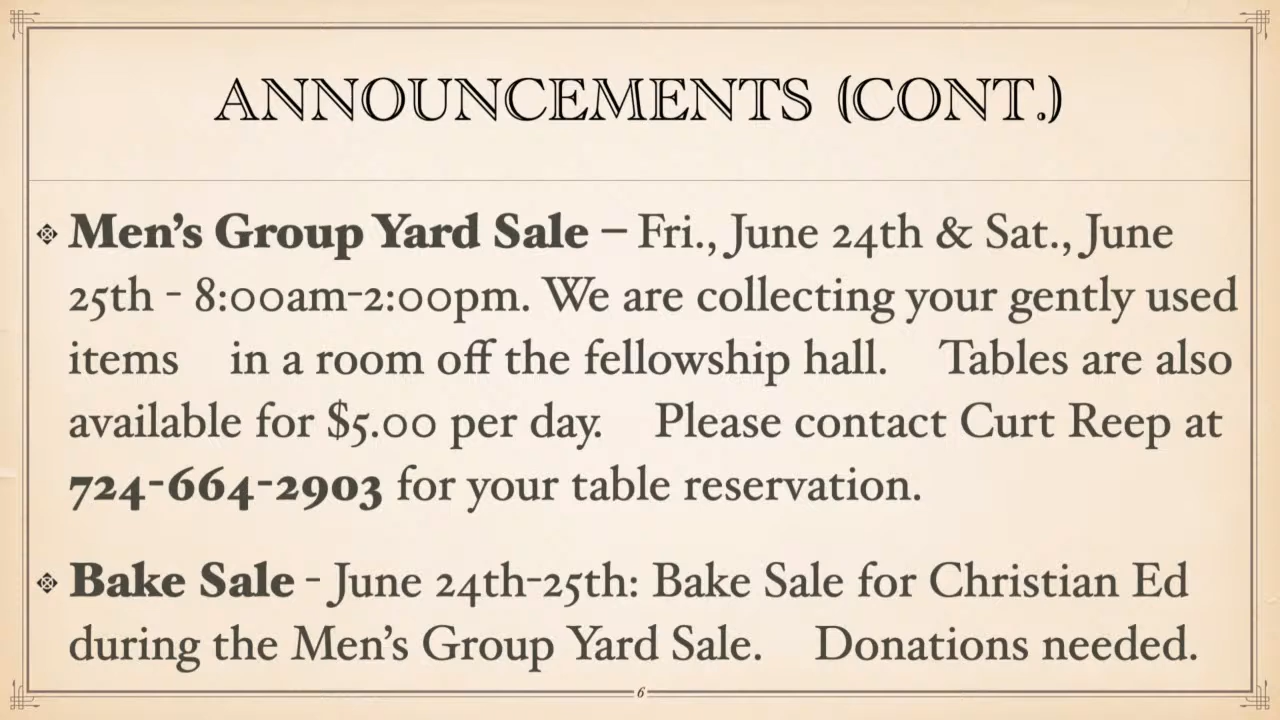 ANNOUNCEMENTS (CONT.)
Men's Group Yard Sale – Fri., June 24th & Sat., June
25th - 8:00am-2:00pm. We are collecting your gently used
items    in a room off the fellowship hall.    Tables are also
available for $5.00 per day.    Please contact Curt Reep at
724-664-2903 for your table reservation.
Bake Sale - June 24th-25th: Bake Sale for Christian Ed
during the Men's Group Yard Sale.    Donations needed.
6